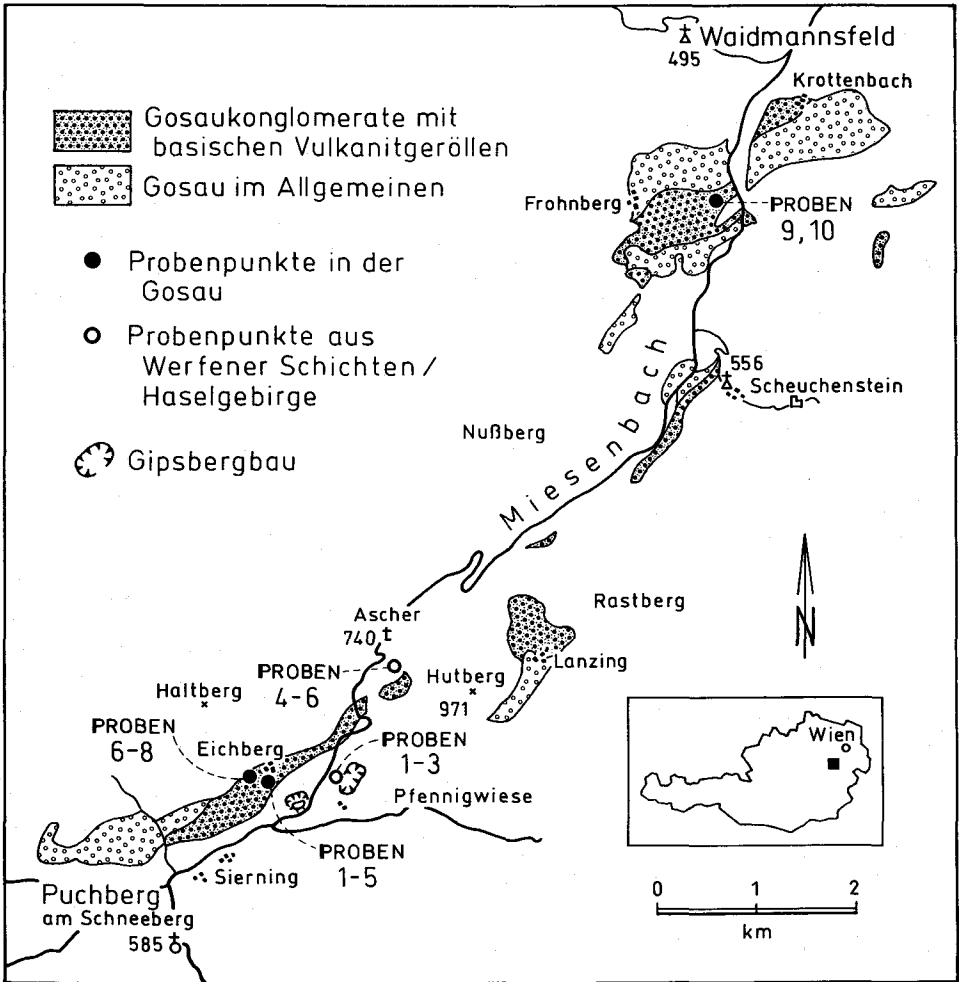 Waidmannsfeld
495
Krottenbach
Gosaukonglomerate mit
basischen Vulkanitgeröllen
Gosau im Allgemeinen
Frohnberg
PROBEN
9, 10
Probenpunkte in der
Gosau
Probenpunkte aus
Werfener Schichten /
Haselgebirge
Gipsbergbau
556
Scheuchenstein
Nußberg
Miesenbach
Rastberg
N
Ascher
740
Lanzing
PROBEN
4-6
Hutberg
971
Haltberg
PROBEN
6-8
Eichberg
PROBEN
1-3
Pfennigwiese
Wien
PROBEN
1-5
Sierning
Puchberg
am Schneeberg
585
0 1 2
km